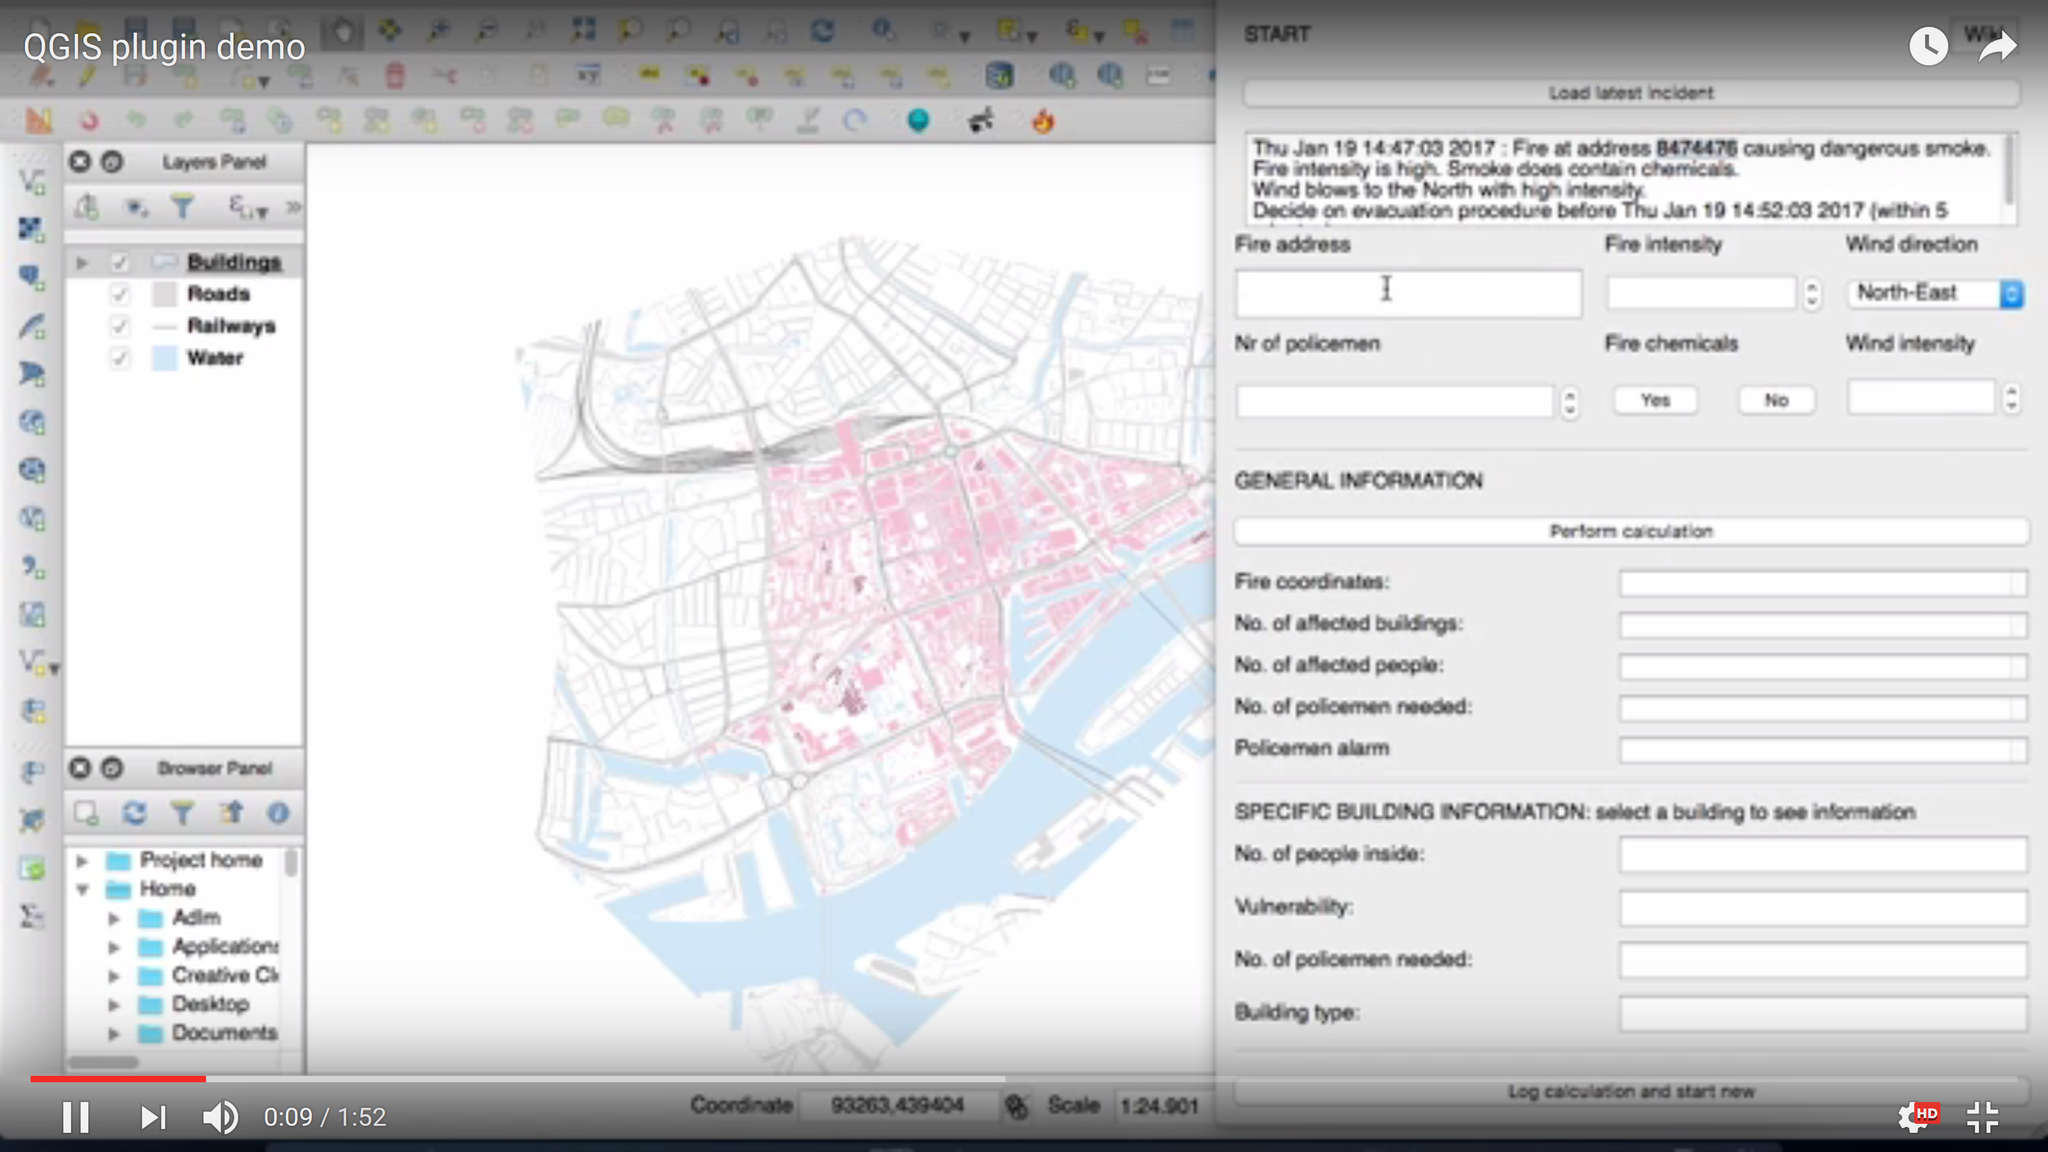 QGIS plugin demo
START
Wiki
Load latest incident
Thu Jan 19 14:47:03 2017 : Fire at address 8474476 causing dangerous smoke.
Fire intensity is high. Smoke does contain chemicals.
Wind blows to the North with high intensity.
Decide on evacuation procedure before Thu Jan 19 14:52:03 2017 (within 5
Fire address
Fire intensity
Wind direction
North-East
Nr of policemen
Fire chemicals
Wind intensity
Yes
No
GENERAL INFORMATION
Perform calculation
Fire coordinates:
No. of affected buildings:
No. of affected people:
No. of policemen needed:
Policemen alarm
SPECIFIC BUILDING INFORMATION: select a building to see information
No. of people inside:
Vulnerability:
No. of policemen needed:
Building type:
Log calculation and start new
Layers Panel
Buildings
Roads
Railways
Water
Browser Panel
Project home
Home
Adim
Applications
Creative Cl
Desktop
Documents
Coordinate
93263,439404
Scale
1:24.901
0:09 / 1:52
HD